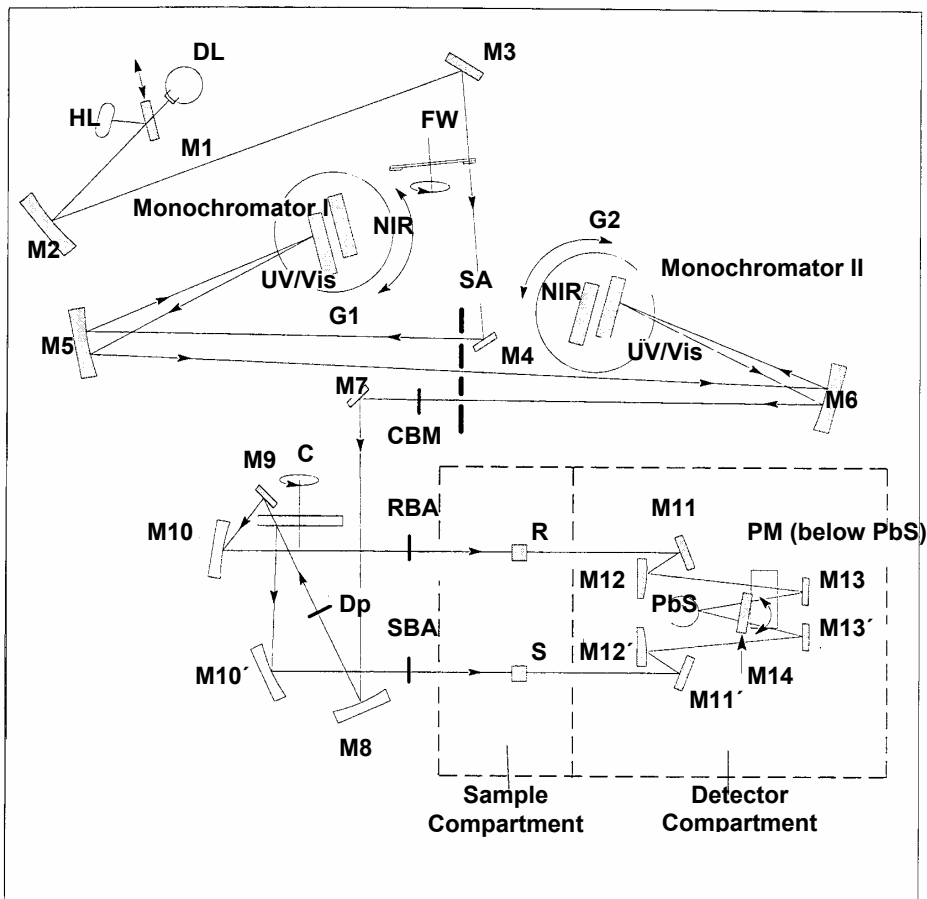 DL
M3
HL
FW
M1
Monochromator I
G2
M2
NIR
Monochromator II
UV/Vis
SA
NIR
G1
M5
M4
ÜV/Vis
M7
M6
CBM
M9
C
RBA
M11
M10
R
PM (below PbS)
M12
M13
Dp
PbS
SBA
M12´
M13´
S
M10´
M14
M11´
M8
Sample
Compartment
Detector
Compartment